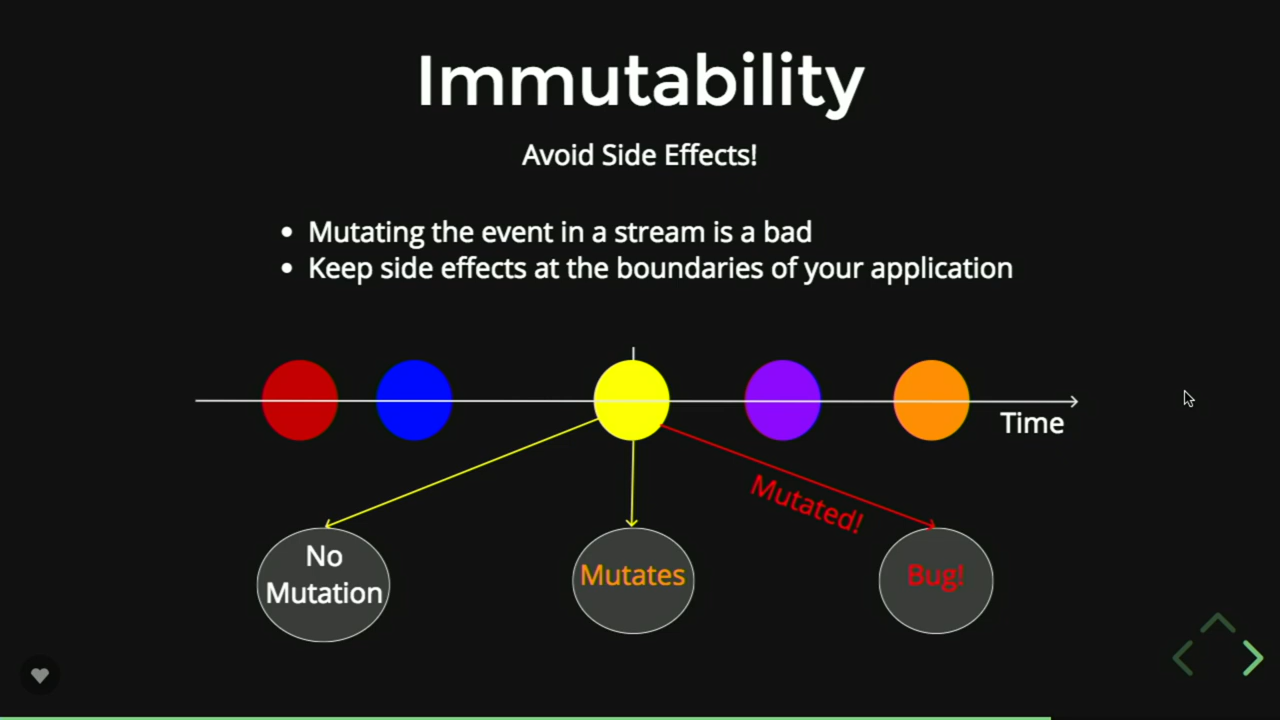 Immutability
Avoid Side Effects!
• Mutating the event in a stream is a bad
• Keep side effects at the boundaries of your application
Time
Mutated!
No
Mutation
Mutates
Bug!